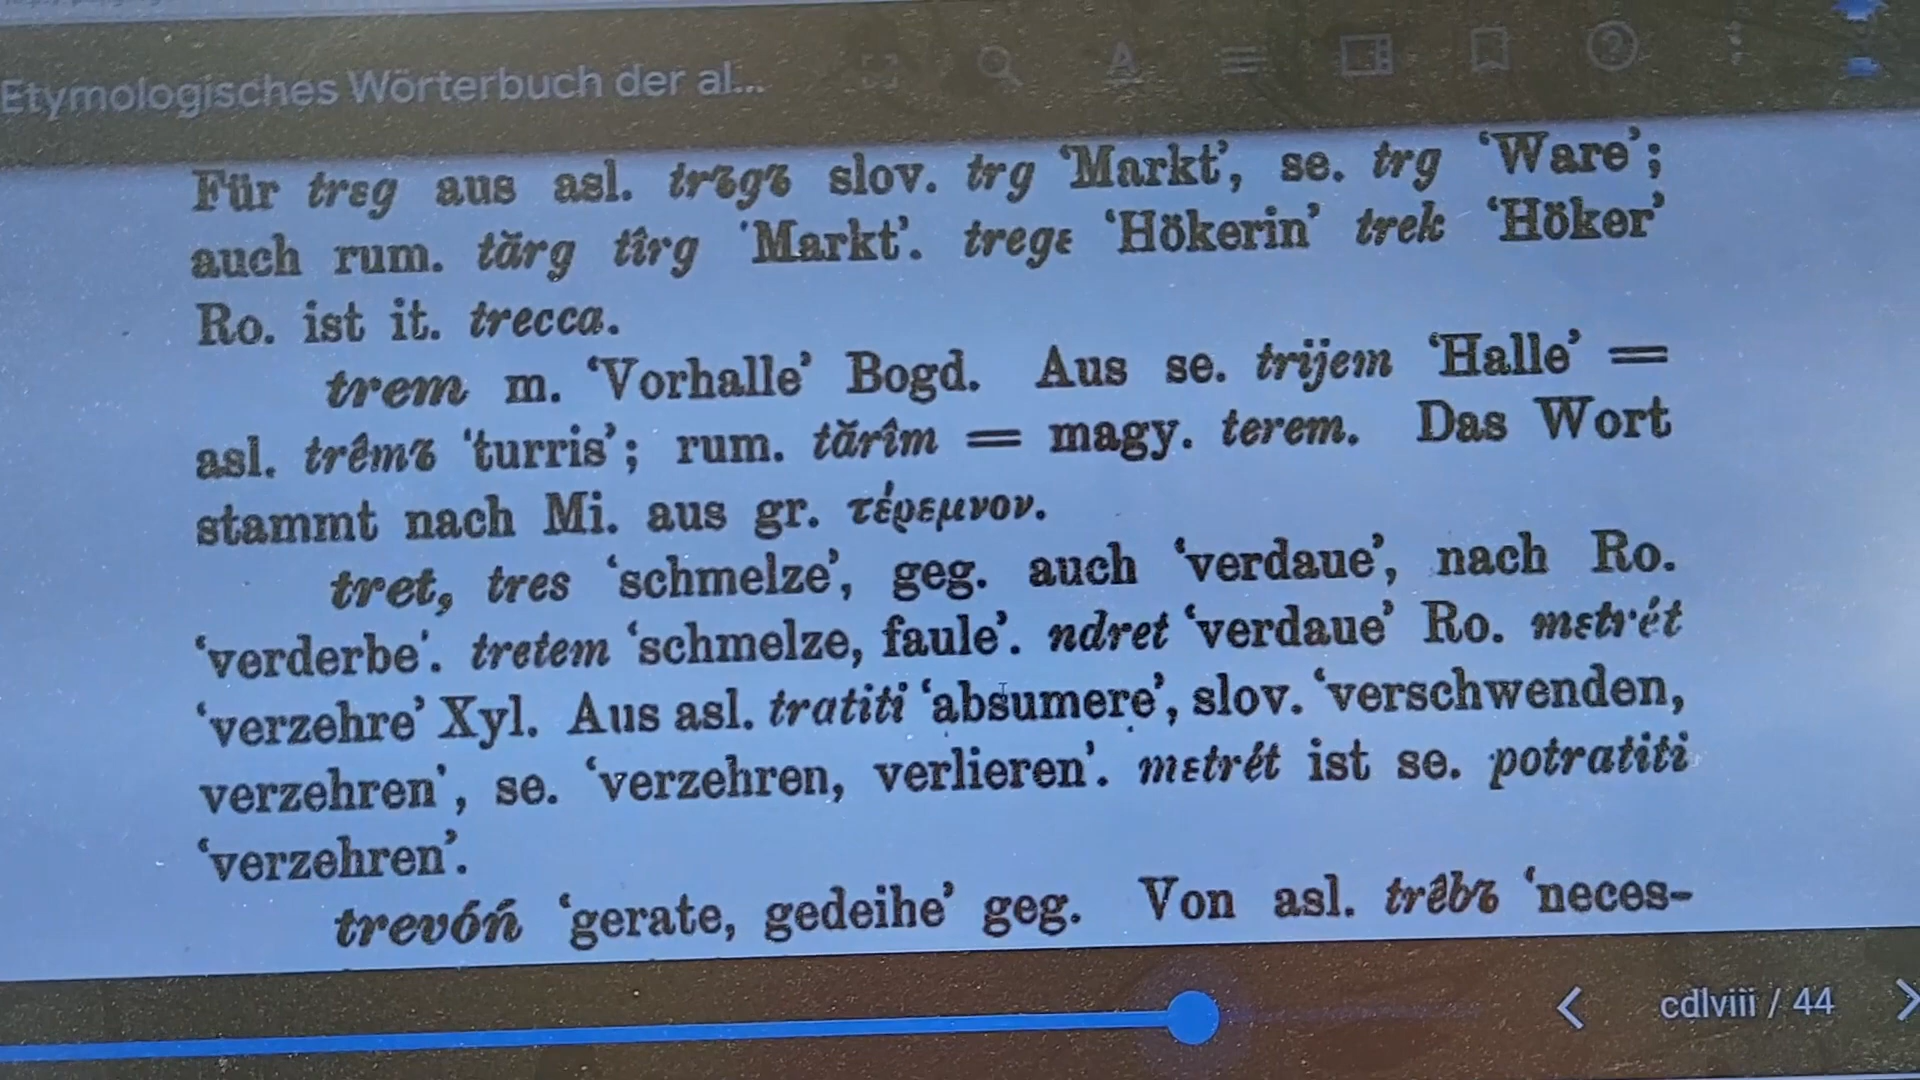 Etymologisches Wörterbuch der al...
Für treg aus asl. trъgъ slov. trg ‘Markt’, se. trg ‘Ware’;
auch rum. tărg tîrg ‘Markt’. tregɛ ‘Hökerin’ trek ‘Höker’
Ro. ist it. trecca.
trem m. ‘Vorhalle’ Bogd. Aus se. trijem ‘Halle’ =
asl. trêmъ ‘turris’; rum. tărîm = magy. terem. Das Wort
stammt nach Mi. aus gr. τέρεμνον.
tret, tres ‘schmelze’, geg. auch ‘verdaue’, nach Ro.
‘verderbe’. tretem ‘schmelze, faule’. ndret ‘verdaue’ Ro. mɛtrét
‘verzehre’ Xyl. Aus asl. tratiti ‘absumere’, slov. ‘verschwenden,
verzehren’, se. ‘verzehren, verlieren’. mɛtrét ist se. potratiti
‘verzehren’.
trevóń ‘gerate, gedeihe’ geg. Von asl. trêbъ ‘neces-
cdlviii / 44